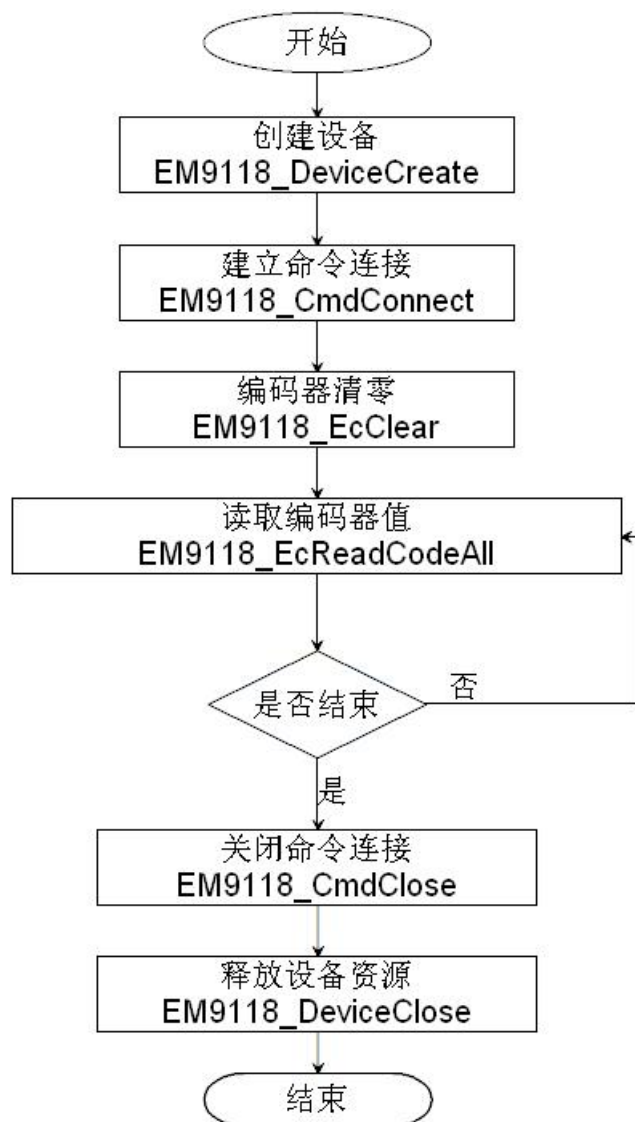 开始
创建设备
EM9118_DeviceCreate
建立命令连接
EM9118_CmdConnect
编码器清零
EM9118_EcClear
读取编码器值
EM9118_EcReadCodeAll
是否结束
否
是
关闭命令连接
EM9118_CmdClose
释放设备资源
EM9118_DeviceClose
结束